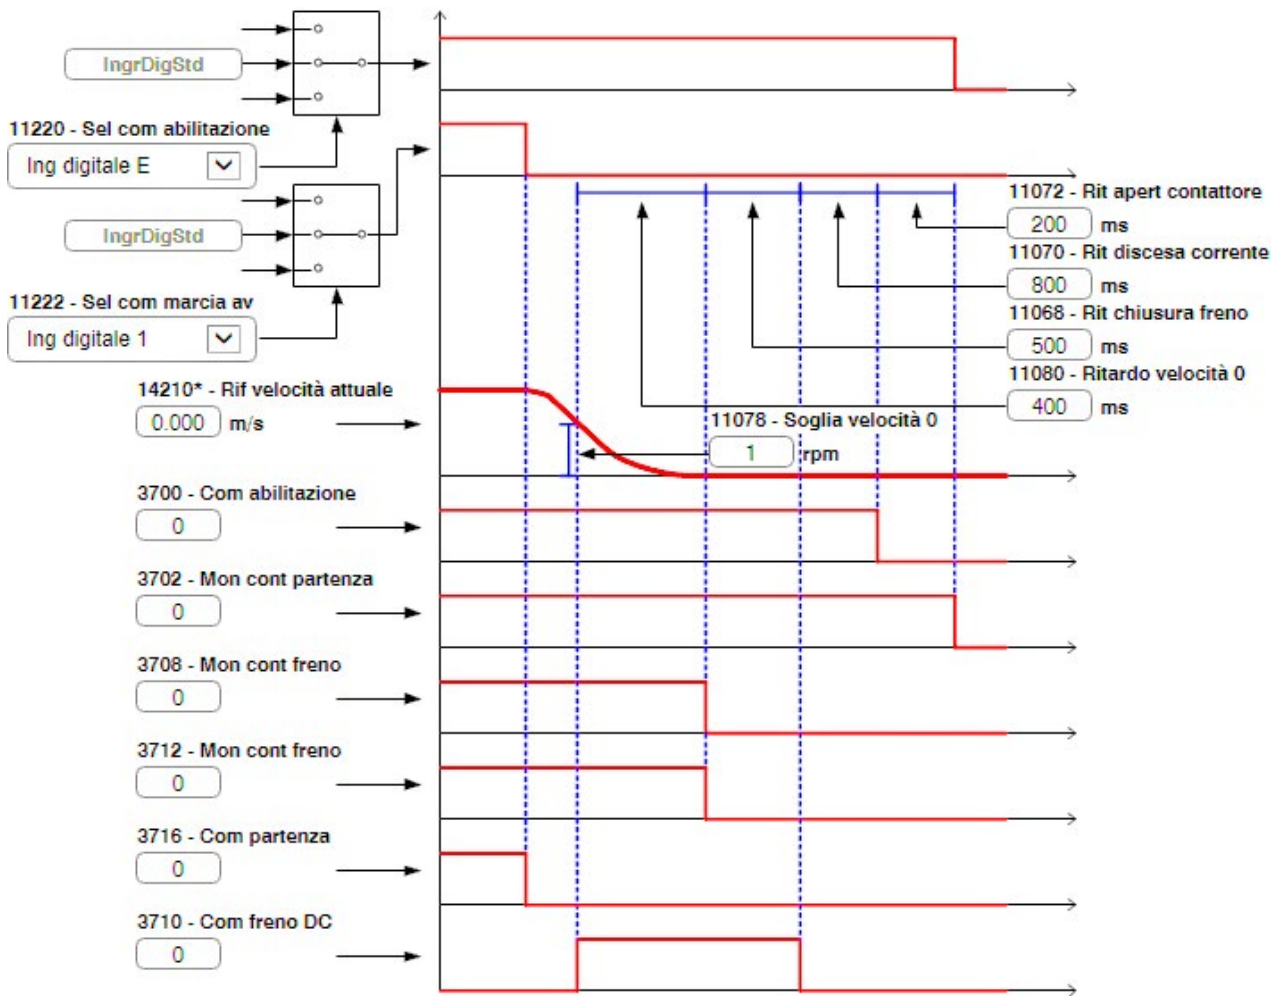 IngrDigStd
11220 - Sel com abilitazione
Ing digitale E
IngrDigStd
11222 - Sel com marcia av
Ing digitale 1
11072 - Rit apert contattore
200 ms
11070 - Rit discesa corrente
800 ms
11068 - Rit chiusura freno
500 ms
11080 - Ritardo velocità 0
400 ms
14210* - Rif velocità attuale
0.000 m/s
11078 - Soglia velocità 0
1 rpm
3700 - Com abilitazione
0
3702 - Mon cont partenza
0
3708 - Mon cont freno
0
3712 - Mon cont freno
0
3716 - Com partenza
0
3710 - Com freno DC
0